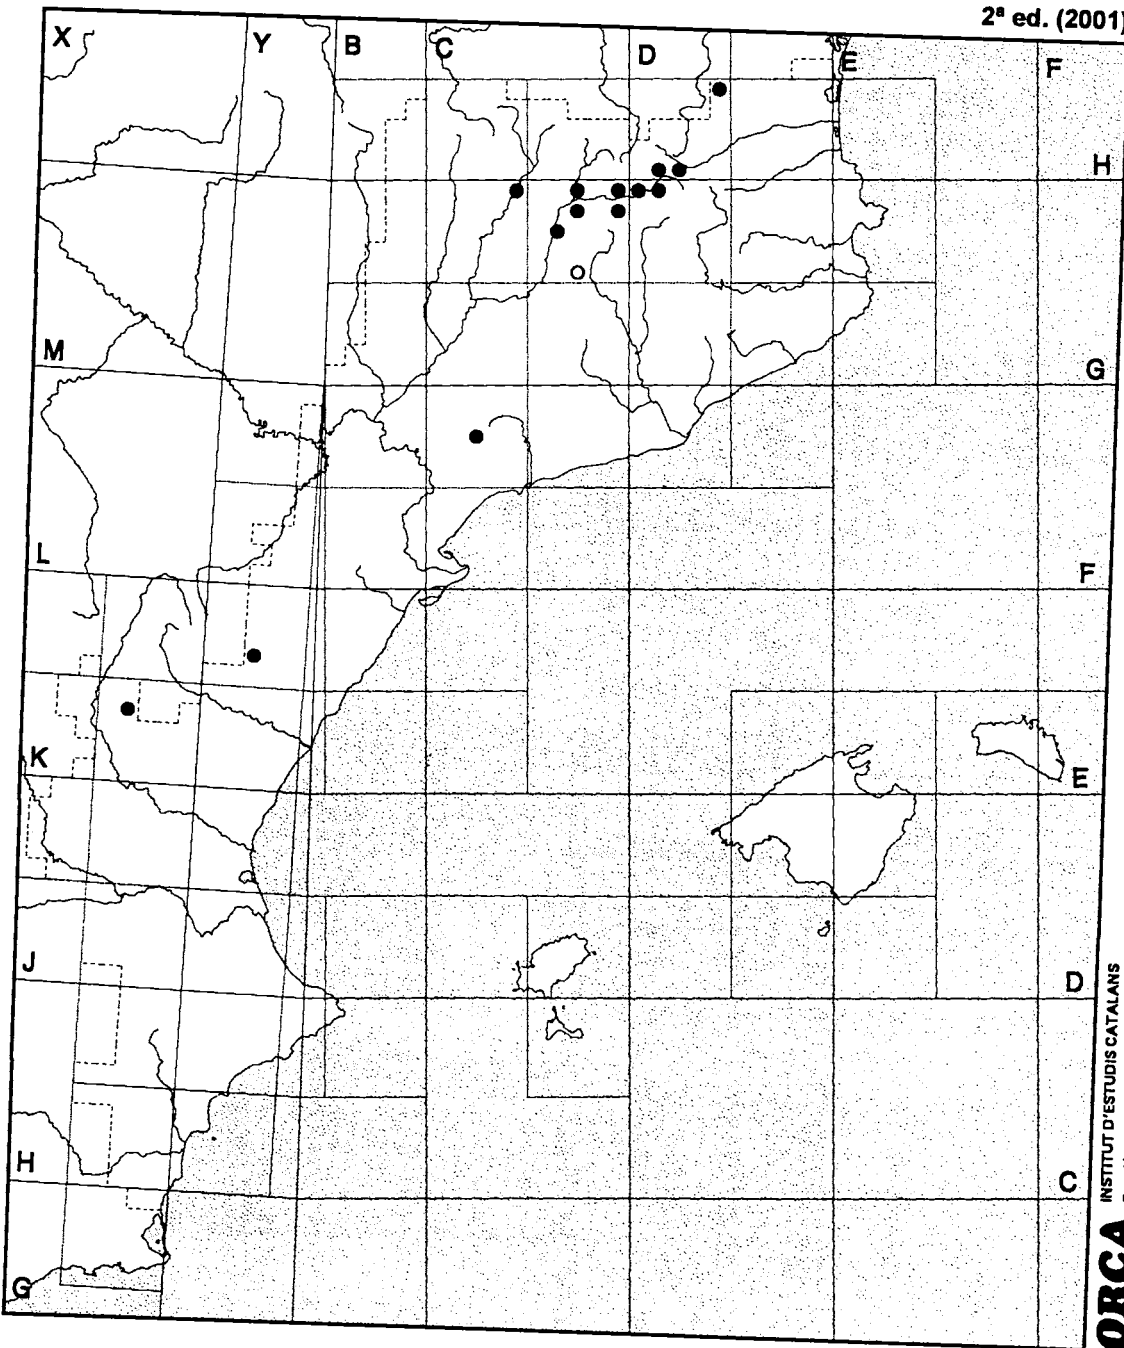 2ª ed. (2001)
X Y B C D E F
H
M G
L F
K E
J D
H C
G
ORCA
INSTITUT D'ESTUDIS CATALANS